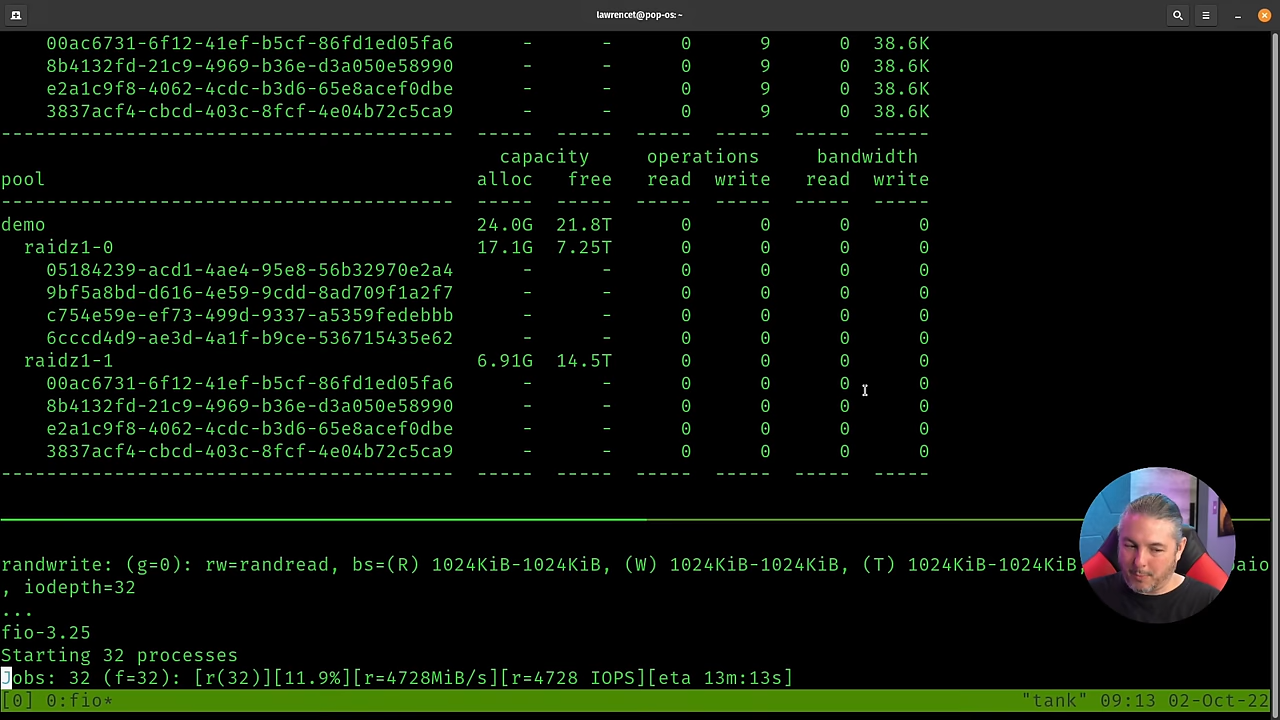 lawrencet@pop-os: ~
00ac6731-6f12-41ef-b5cf-86fd1ed05fa6 - - 0 9 0 38.6K
8b4132fd-21c9-4969-b36e-d3a050e58990 - - 0 9 0 38.6K
e2a1c9f8-4062-4cdc-b3d6-65e8acef0dbe - - 0 9 0 38.6K
3837acf4-cbcd-403c-8fcf-4e04b72c5ca9 - - 0 9 0 38.6K
-------------------------------------- ----- ----- ----- ----- ----- -----
capacity operations bandwidth
pool alloc free read write read write
-------------------------------------- ----- ----- ----- ----- ----- -----
demo 24.0G 21.8T 0 0 0 0
raidz1-0 17.1G 7.25T 0 0 0 0
05184239-acd1-4ae4-95e8-56b32970e2a4 - - 0 0 0 0
9bf5a8bd-d616-4e59-9cdd-8ad709f1a2f7 - - 0 0 0 0
c754e59e-ef73-499d-9337-a5359fedebbb - - 0 0 0 0
6cccd4d9-ae3d-4a1f-b9ce-536715435e62 - - 0 0 0 0
raidz1-1 6.91G 14.5T 0 0 0 0
00ac6731-6f12-41ef-b5cf-86fd1ed05fa6 - - 0 0 0 0
8b4132fd-21c9-4969-b36e-d3a050e58990 - - 0 0 0 0
e2a1c9f8-4062-4cdc-b3d6-65e8acef0dbe - - 0 0 0 0
3837acf4-cbcd-403c-8fcf-4e04b72c5ca9 - - 0 0 0 0
-------------------------------------- ----- ----- ----- ----- ----- -----
randwrite: (g=0): rw=randread, bs=(R) 1024KiB-1024KiB, (W) 1024KiB-1024KiB, (T) 1024KiB-1024KiB, aio
, iodepth=32
...
fio-3.25
Starting 32 processes
Jobs: 32 (f=32): [r(32)][11.9%][r=4728MiB/s][r=4728 IOPS][eta 13m:13s]
[0] 0:fio* "tank" 09:13 02-Oct-22